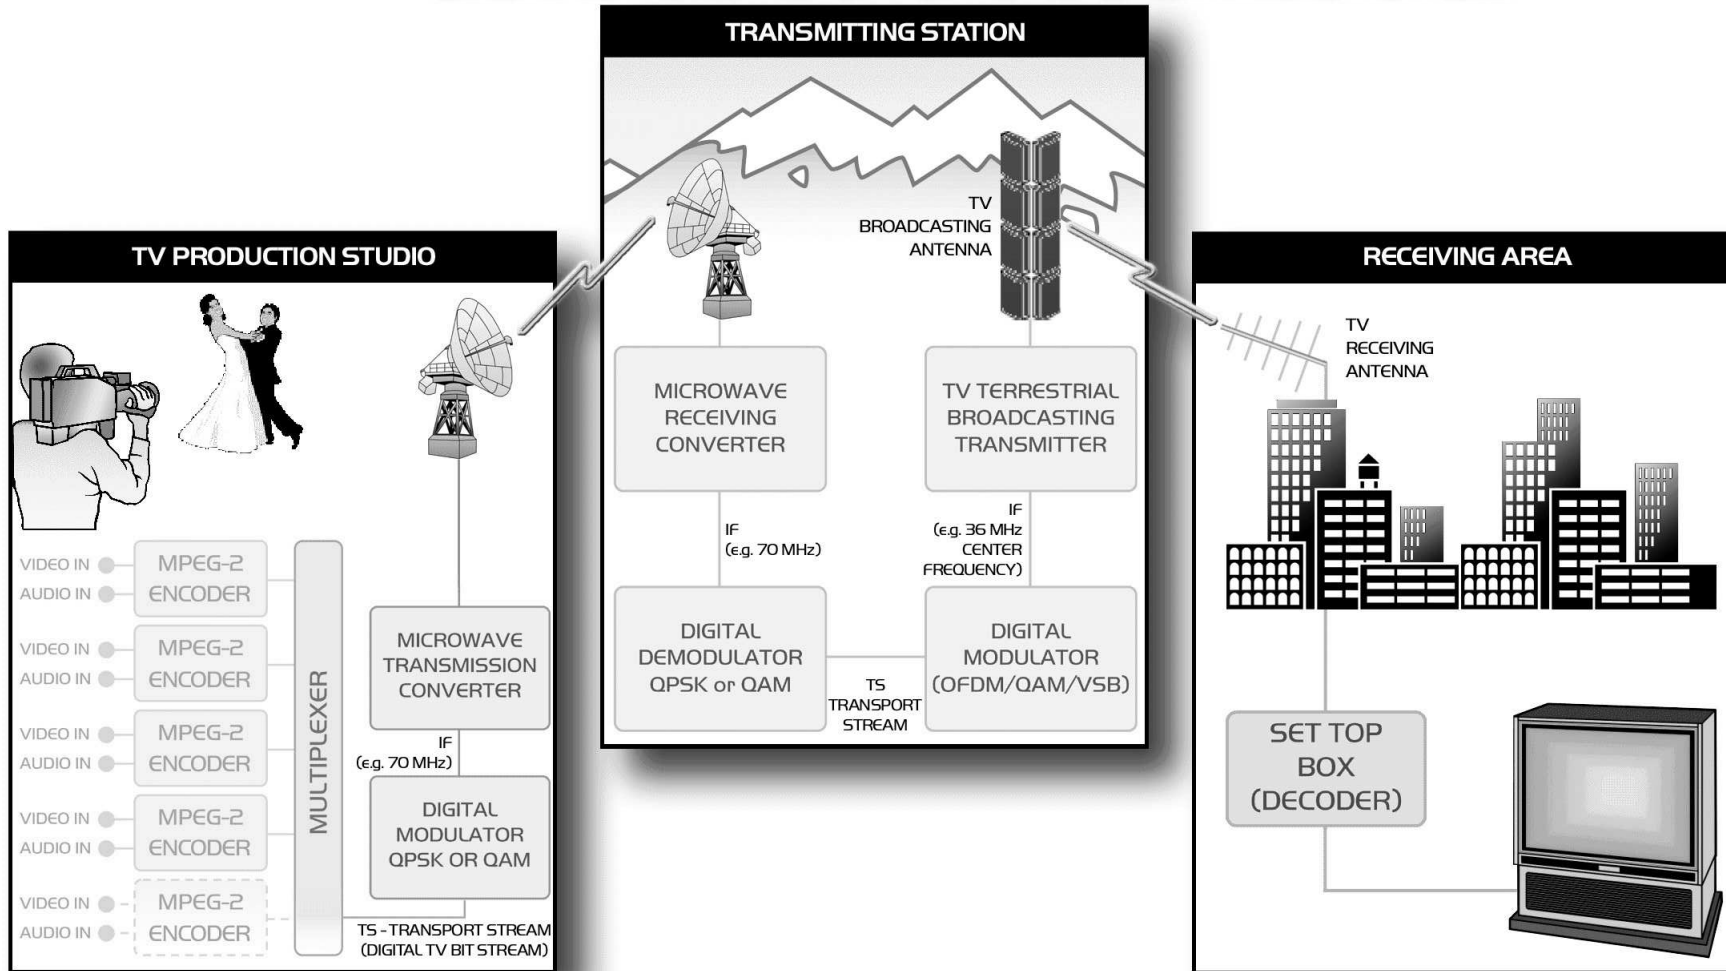 TRANSMITTING STATION
TV
BROADCASTING
ANTENNA
MICROWAVE
RECEIVING
CONVERTER
TV TERRESTRIAL
BROADCASTING
TRANSMITTER
IF
(e.g. 70 MHz)
IF
(e.g. 36 MHz
CENTER
FREQUENCY)
DIGITAL
DEMODULATOR
QPSK or QAM
TS
TRANSPORT
STREAM
DIGITAL
MODULATOR
(OFDM/QAM/VSB)
TV PRODUCTION STUDIO
VIDEO IN
AUDIO IN
MPEG-2
ENCODER
VIDEO IN
AUDIO IN
MPEG-2
ENCODER
VIDEO IN
AUDIO IN
MPEG-2
ENCODER
VIDEO IN
AUDIO IN
MPEG-2
ENCODER
VIDEO IN
AUDIO IN
MPEG-2
ENCODER
MULTIPLEXER
MICROWAVE
TRANSMISSION
CONVERTER
IF
(e.g. 70 MHz)
DIGITAL
MODULATOR
QPSK OR QAM
TS - TRANSPORT STREAM
(DIGITAL TV BIT STREAM)
RECEIVING AREA
TV
RECEIVING
ANTENNA
SET TOP
BOX
(DECODER)